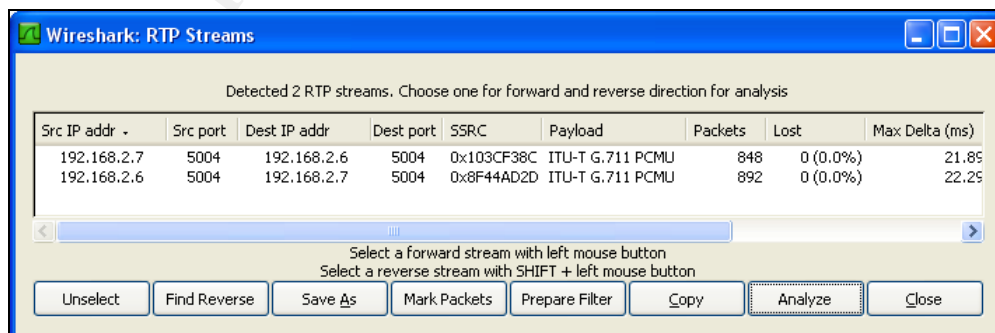 Wireshark: RTP Streams
Detected 2 RTP streams. Choose one for forward and reverse direction for analysis
Src IP addr Src port Dest IP addr Dest port SSRC Payload Packets Lost Max Delta (ms)
192.168.2.7 5004 192.168.2.6 5004 0x103CF38C ITU-T G.711 PCMU 848 0 (0.0%) 21.89
192.168.2.6 5004 192.168.2.7 5004 0x8F44AD2D ITU-T G.711 PCMU 892 0 (0.0%) 22.29
Select a forward stream with left mouse button
Select a reverse stream with SHIFT + left mouse button
Unselect Find Reverse Save As Mark Packets Prepare Filter Copy Analyze Close